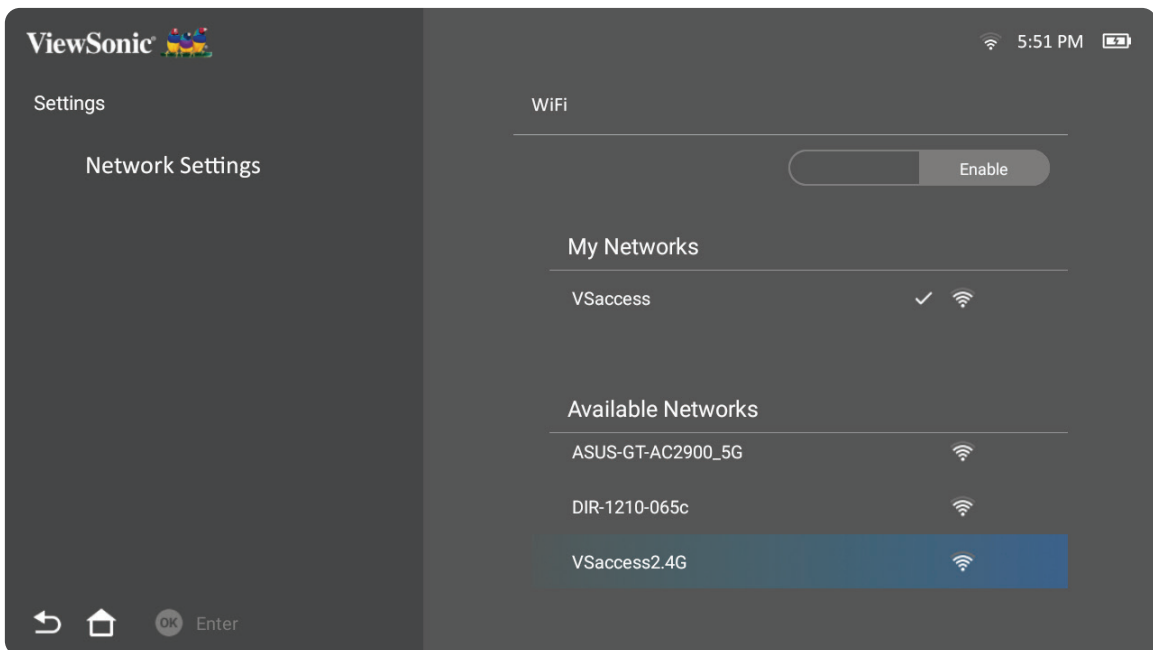 ViewSonic
5:51 PM
Settings
WiFi
Network Settings
Enable
My Networks
VSaccess
Available Networks
ASUS-GT-AC2900_5G
DIR-1210-065c
VSaccess2.4G
OK Enter